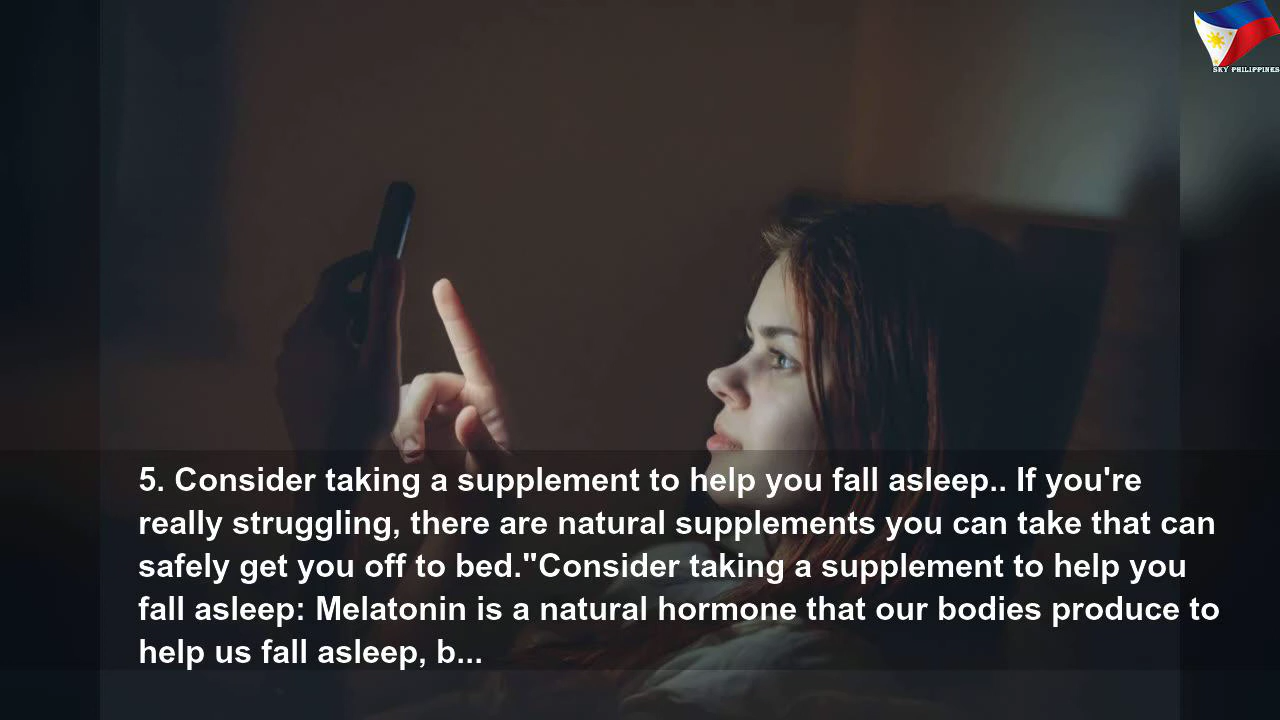 SKY PHILIPPINES
5. Consider taking a supplement to help you fall asleep.. If you're
really struggling, there are natural supplements you can take that can
safely get you off to bed."Consider taking a supplement to help you
fall asleep: Melatonin is a natural hormone that our bodies produce to
help us fall asleep, b...